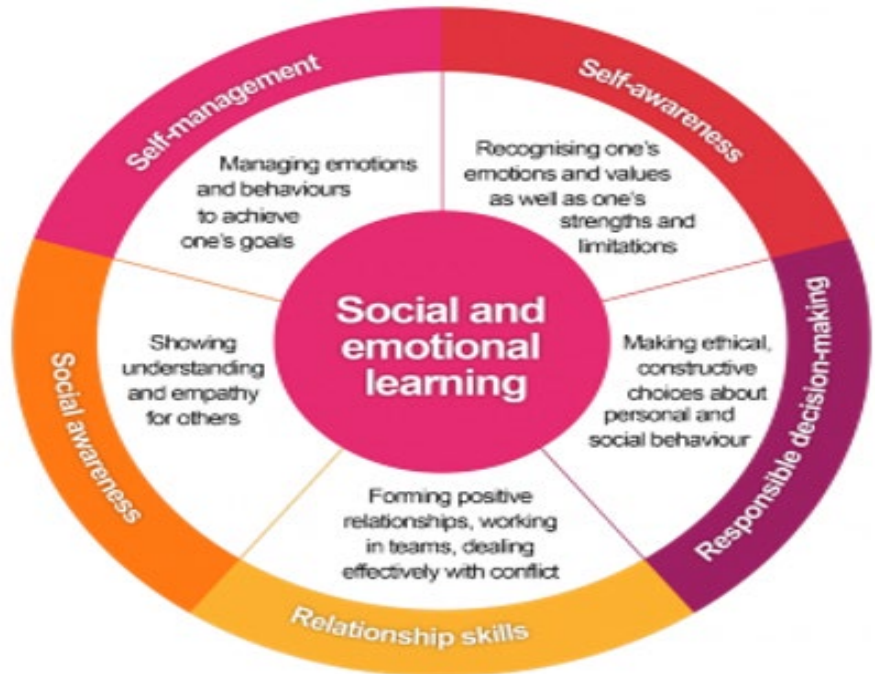 Self-management
Managing emotions
and behaviours
to achieve
one's goals
Self-awareness
Recognising one's
emotions and values
as well as one's
strengths and
limitations
Social and
emotional
learning
Showing
understanding
and empathy
for others
Social awareness
Making ethical,
constructive
choices about
personal and
social behaviour
Responsible decision-making
Forming positive
relationships, working
in teams, dealing
effectively with conflict
Relationship skills